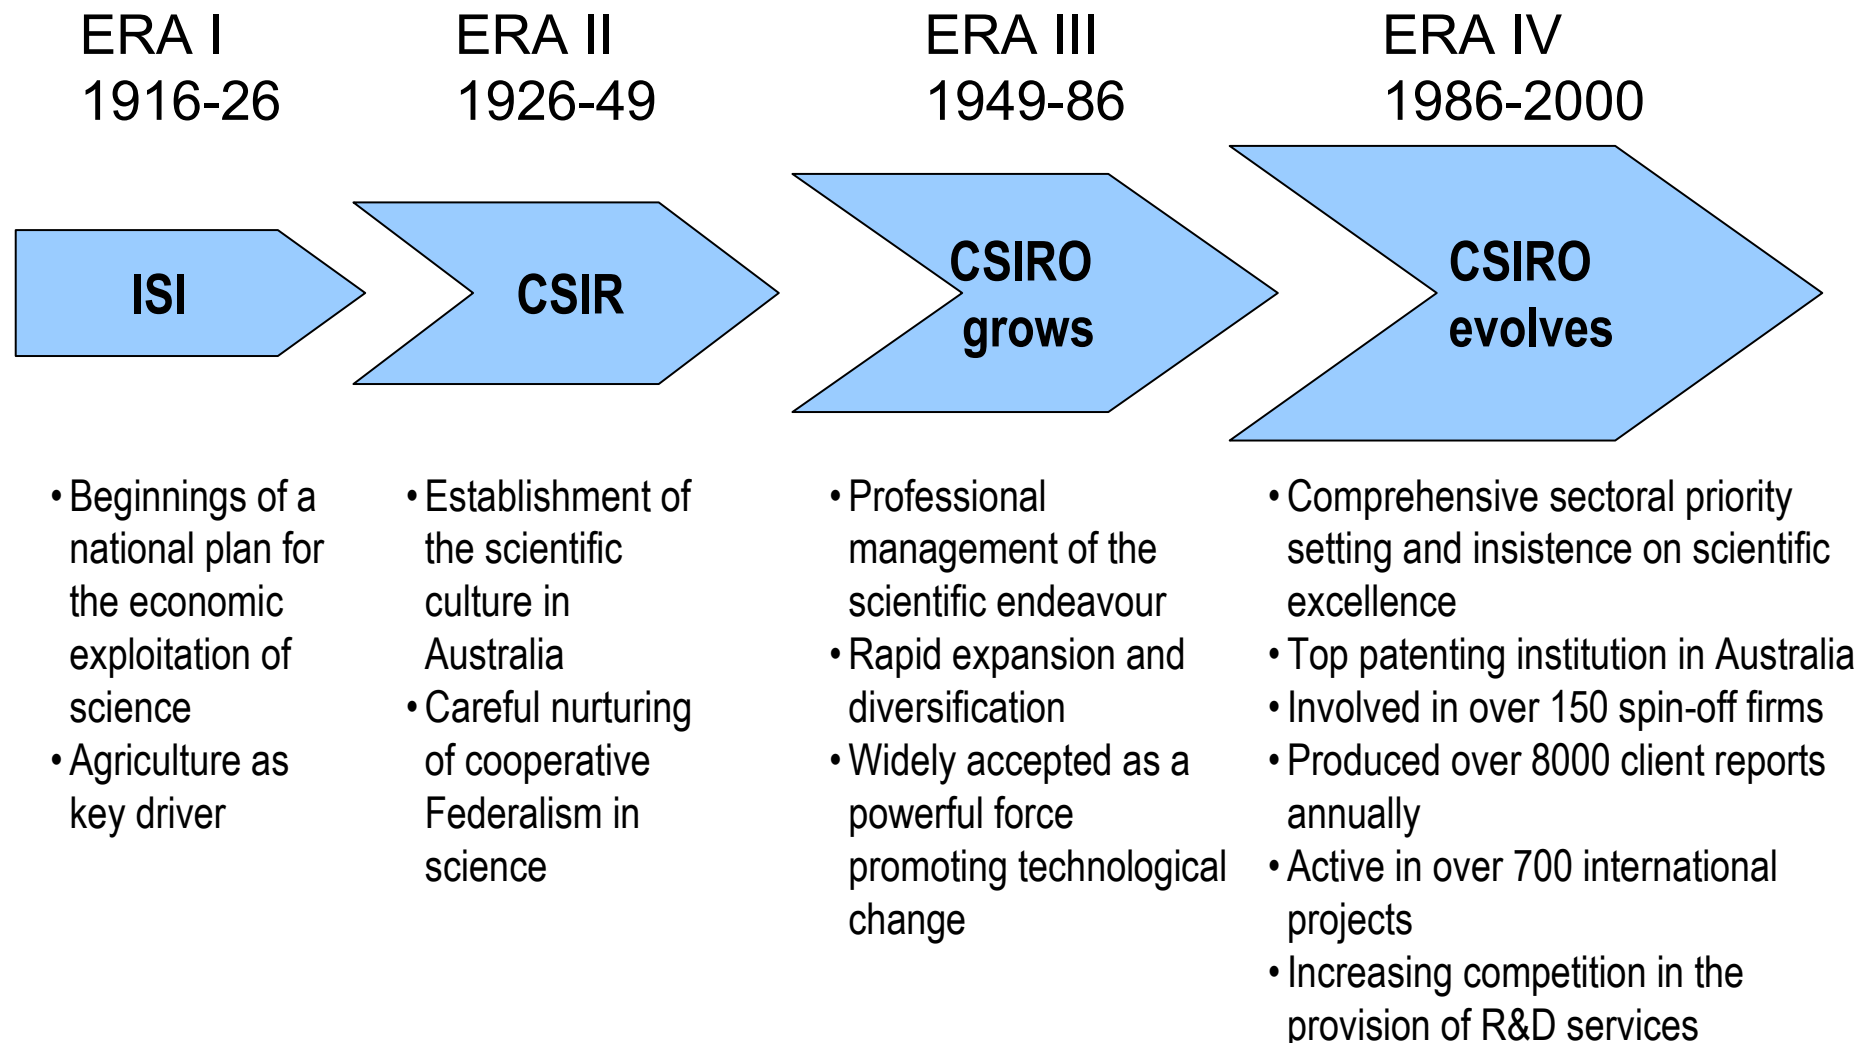 ERA I
1916-26
ERA II
1926-49
ERA III
1949-86
ERA IV
1986-2000
ISI
CSIR
CSIRO
grows
CSIRO
evolves
• Beginnings of a
national plan for
the economic
exploitation of
science
• Agriculture as
key driver
• Establishment of
the scientific
culture in
Australia
• Careful nurturing
of cooperative
Federalism in
science
• Professional
management of the
scientific endeavour
• Rapid expansion and
diversification
• Widely accepted as a
powerful force
promoting technological
change
• Comprehensive sectoral priority
setting and insistence on scientific
excellence
• Top patenting institution in Australia
• Involved in over 150 spin-off firms
• Produced over 8000 client reports
annually
• Active in over 700 international
projects
• Increasing competition in the
provision of R&D services